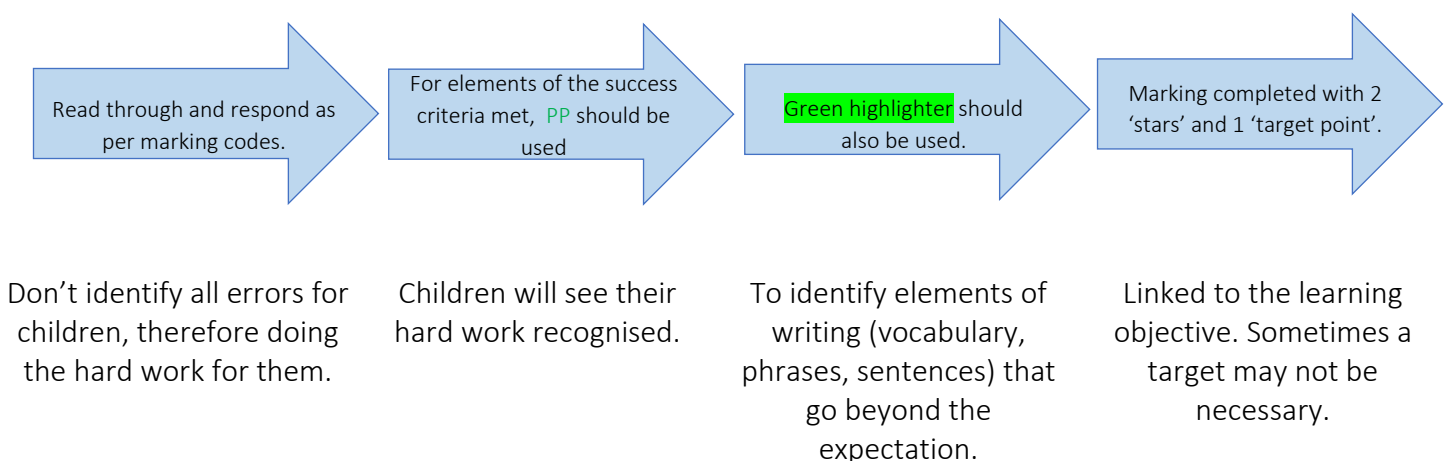 Read through and respond as
per marking codes.
For elements of the success
criteria met, PP should be
used
Green highlighter should
also be used.
Marking completed with 2
‘stars’ and 1 ‘target point’.
Don’t identify all errors for
children, therefore doing
the hard work for them.
Children will see their
hard work recognised.
To identify elements of
writing (vocabulary,
phrases, sentences) that
go beyond the
expectation.
Linked to the learning
objective. Sometimes a
target may not be
necessary.